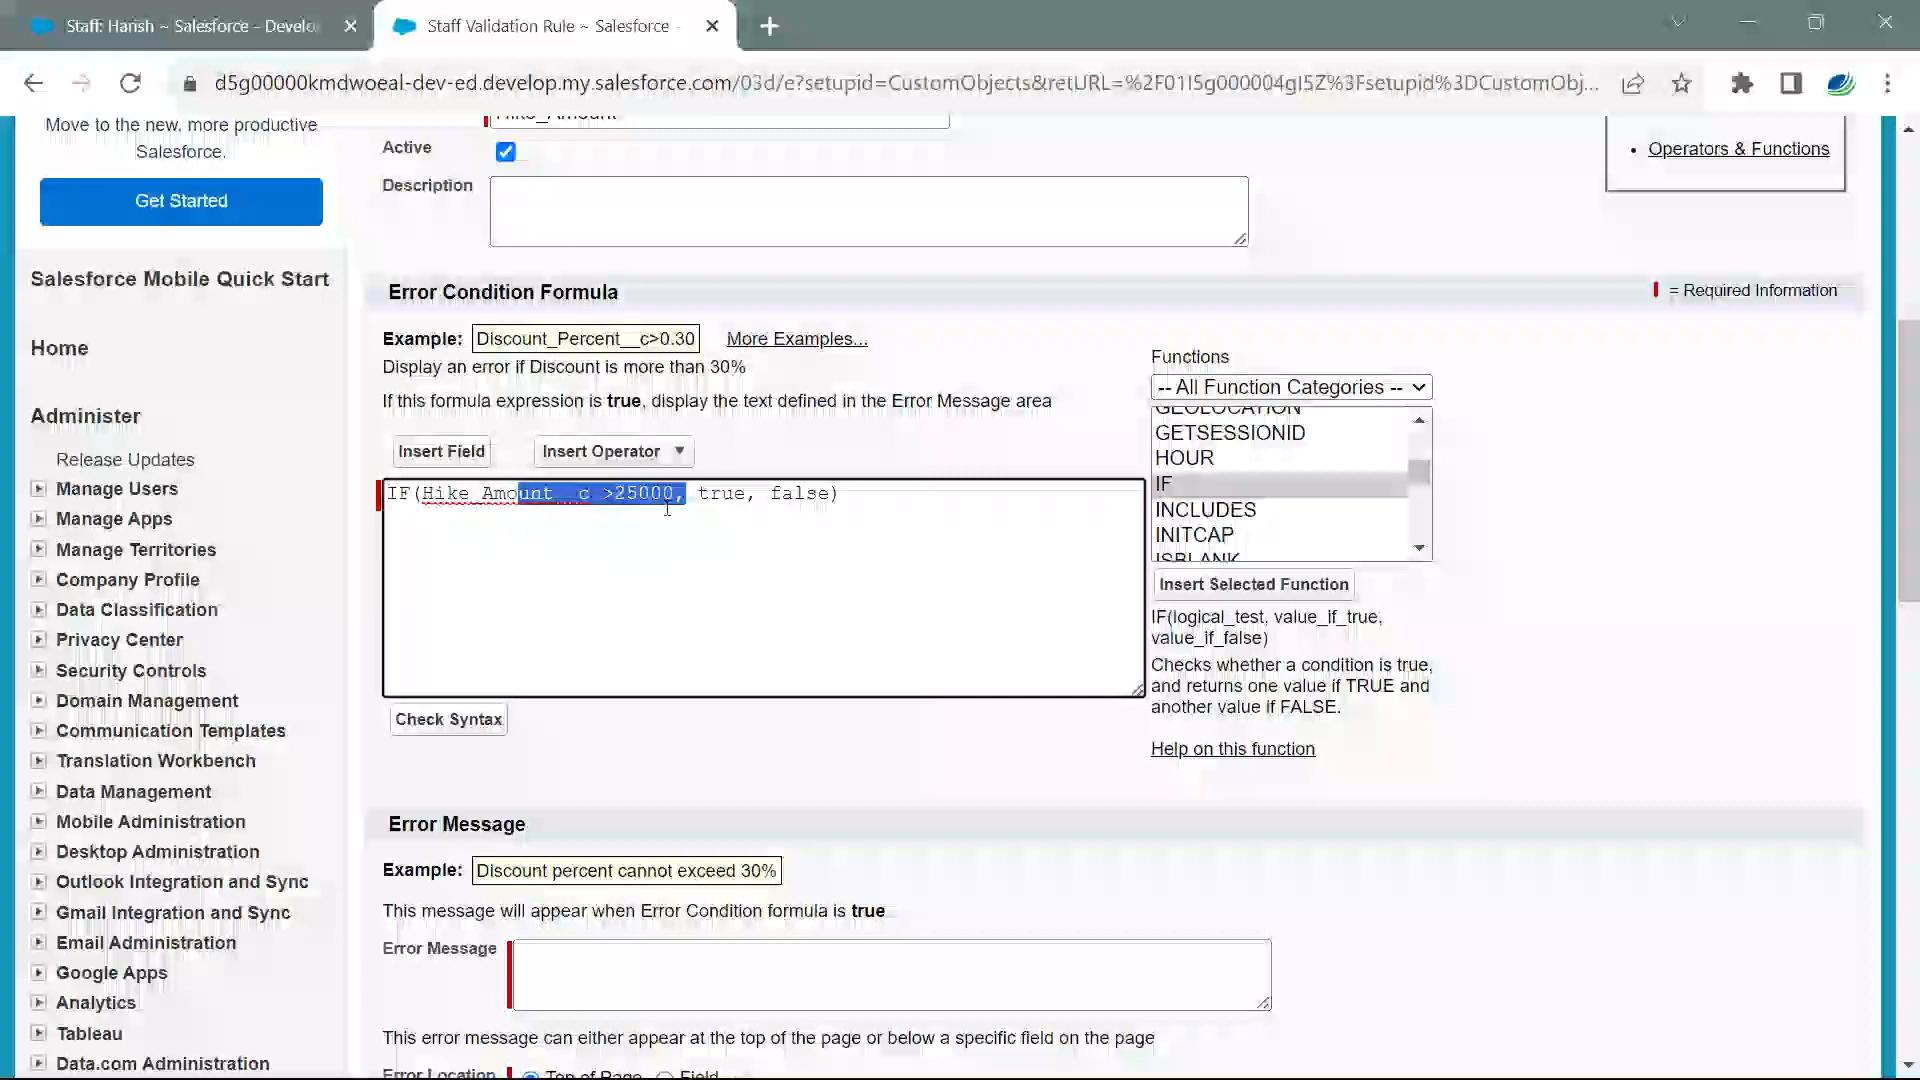 Staff: Harish ~ Salesforce - Develo
Staff Validation Rule ~ Salesforce -
d5g00000kmdwoeal-dev-ed.develop.my.salesforce.com/03d/e?setupid=CustomObjects&retURL=%2F01I5g000004gI5Z%3Fsetupid%3DCustomObj...
Move to the new, more productive
Salesforce.
Get Started
Salesforce Mobile Quick Start
Home
Administer
Release Updates
Manage Users
Manage Apps
Manage Territories
Company Profile
Data Classification
Privacy Center
Security Controls
Domain Management
Communication Templates
Translation Workbench
Data Management
Mobile Administration
Desktop Administration
Outlook Integration and Sync
Gmail Integration and Sync
Email Administration
Google Apps
Analytics
Tableau
Data.com Administration
Hike_Amount
Active
Description
• Operators & Functions
Error Condition Formula
= Required Information
Example: Discount_Percent__c>0.30 More Examples...
Display an error if Discount is more than 30%
If this formula expression is true, display the text defined in the Error Message area
Insert Field Insert Operator
IF(Hike_Amount__c >25000, true, false)
Check Syntax
Functions
-- All Function Categories --
GEOLOCATION
GETSESSIONID
HOUR
IF
INCLUDES
INITCAP
ISBLANK
Insert Selected Function
IF(logical_test, value_if_true,
value_if_false)
Checks whether a condition is true,
and returns one value if TRUE and
another value if FALSE.
Help on this function
Error Message
Example: Discount percent cannot exceed 30%
This message will appear when Error Condition formula is true
Error Message
This error message can either appear at the top of the page or below a specific field on the page
Error Location Top of Page Field